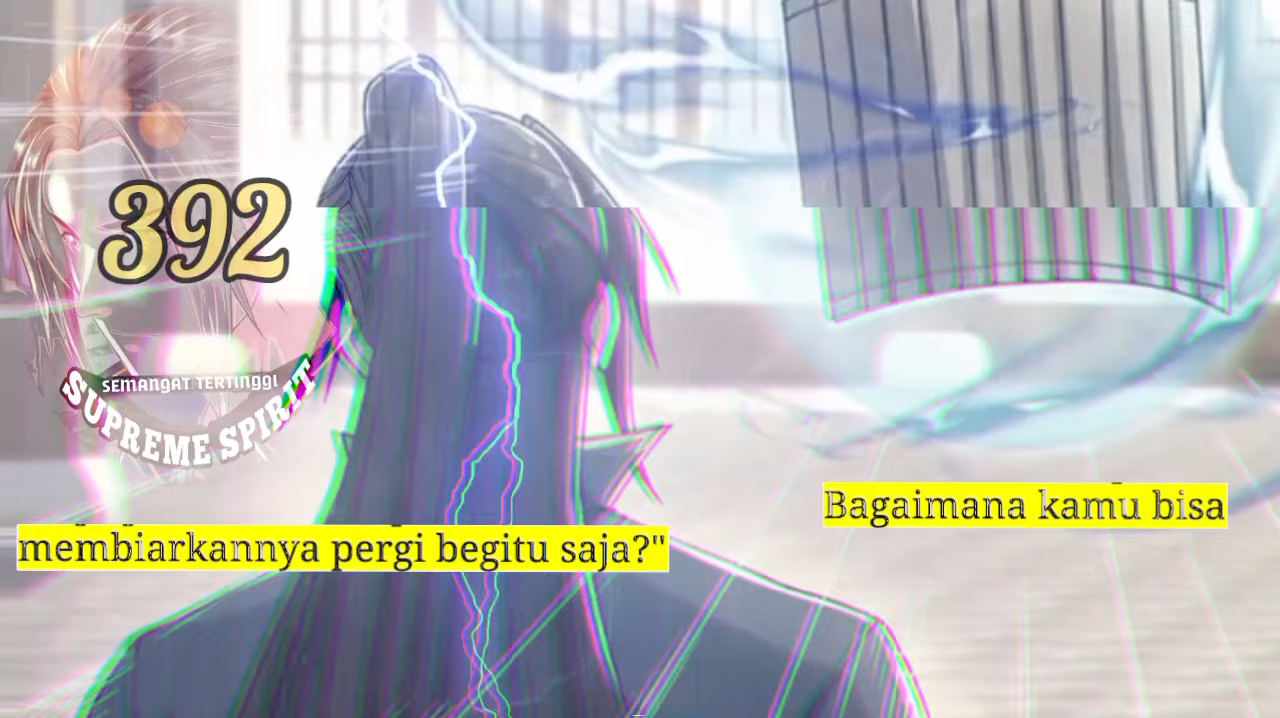 392
SEMANGAT TERTINGGI
SUPREME SPIRIT
Bagaimana kamu bisa
membiarkannya pergi begitu saja?"